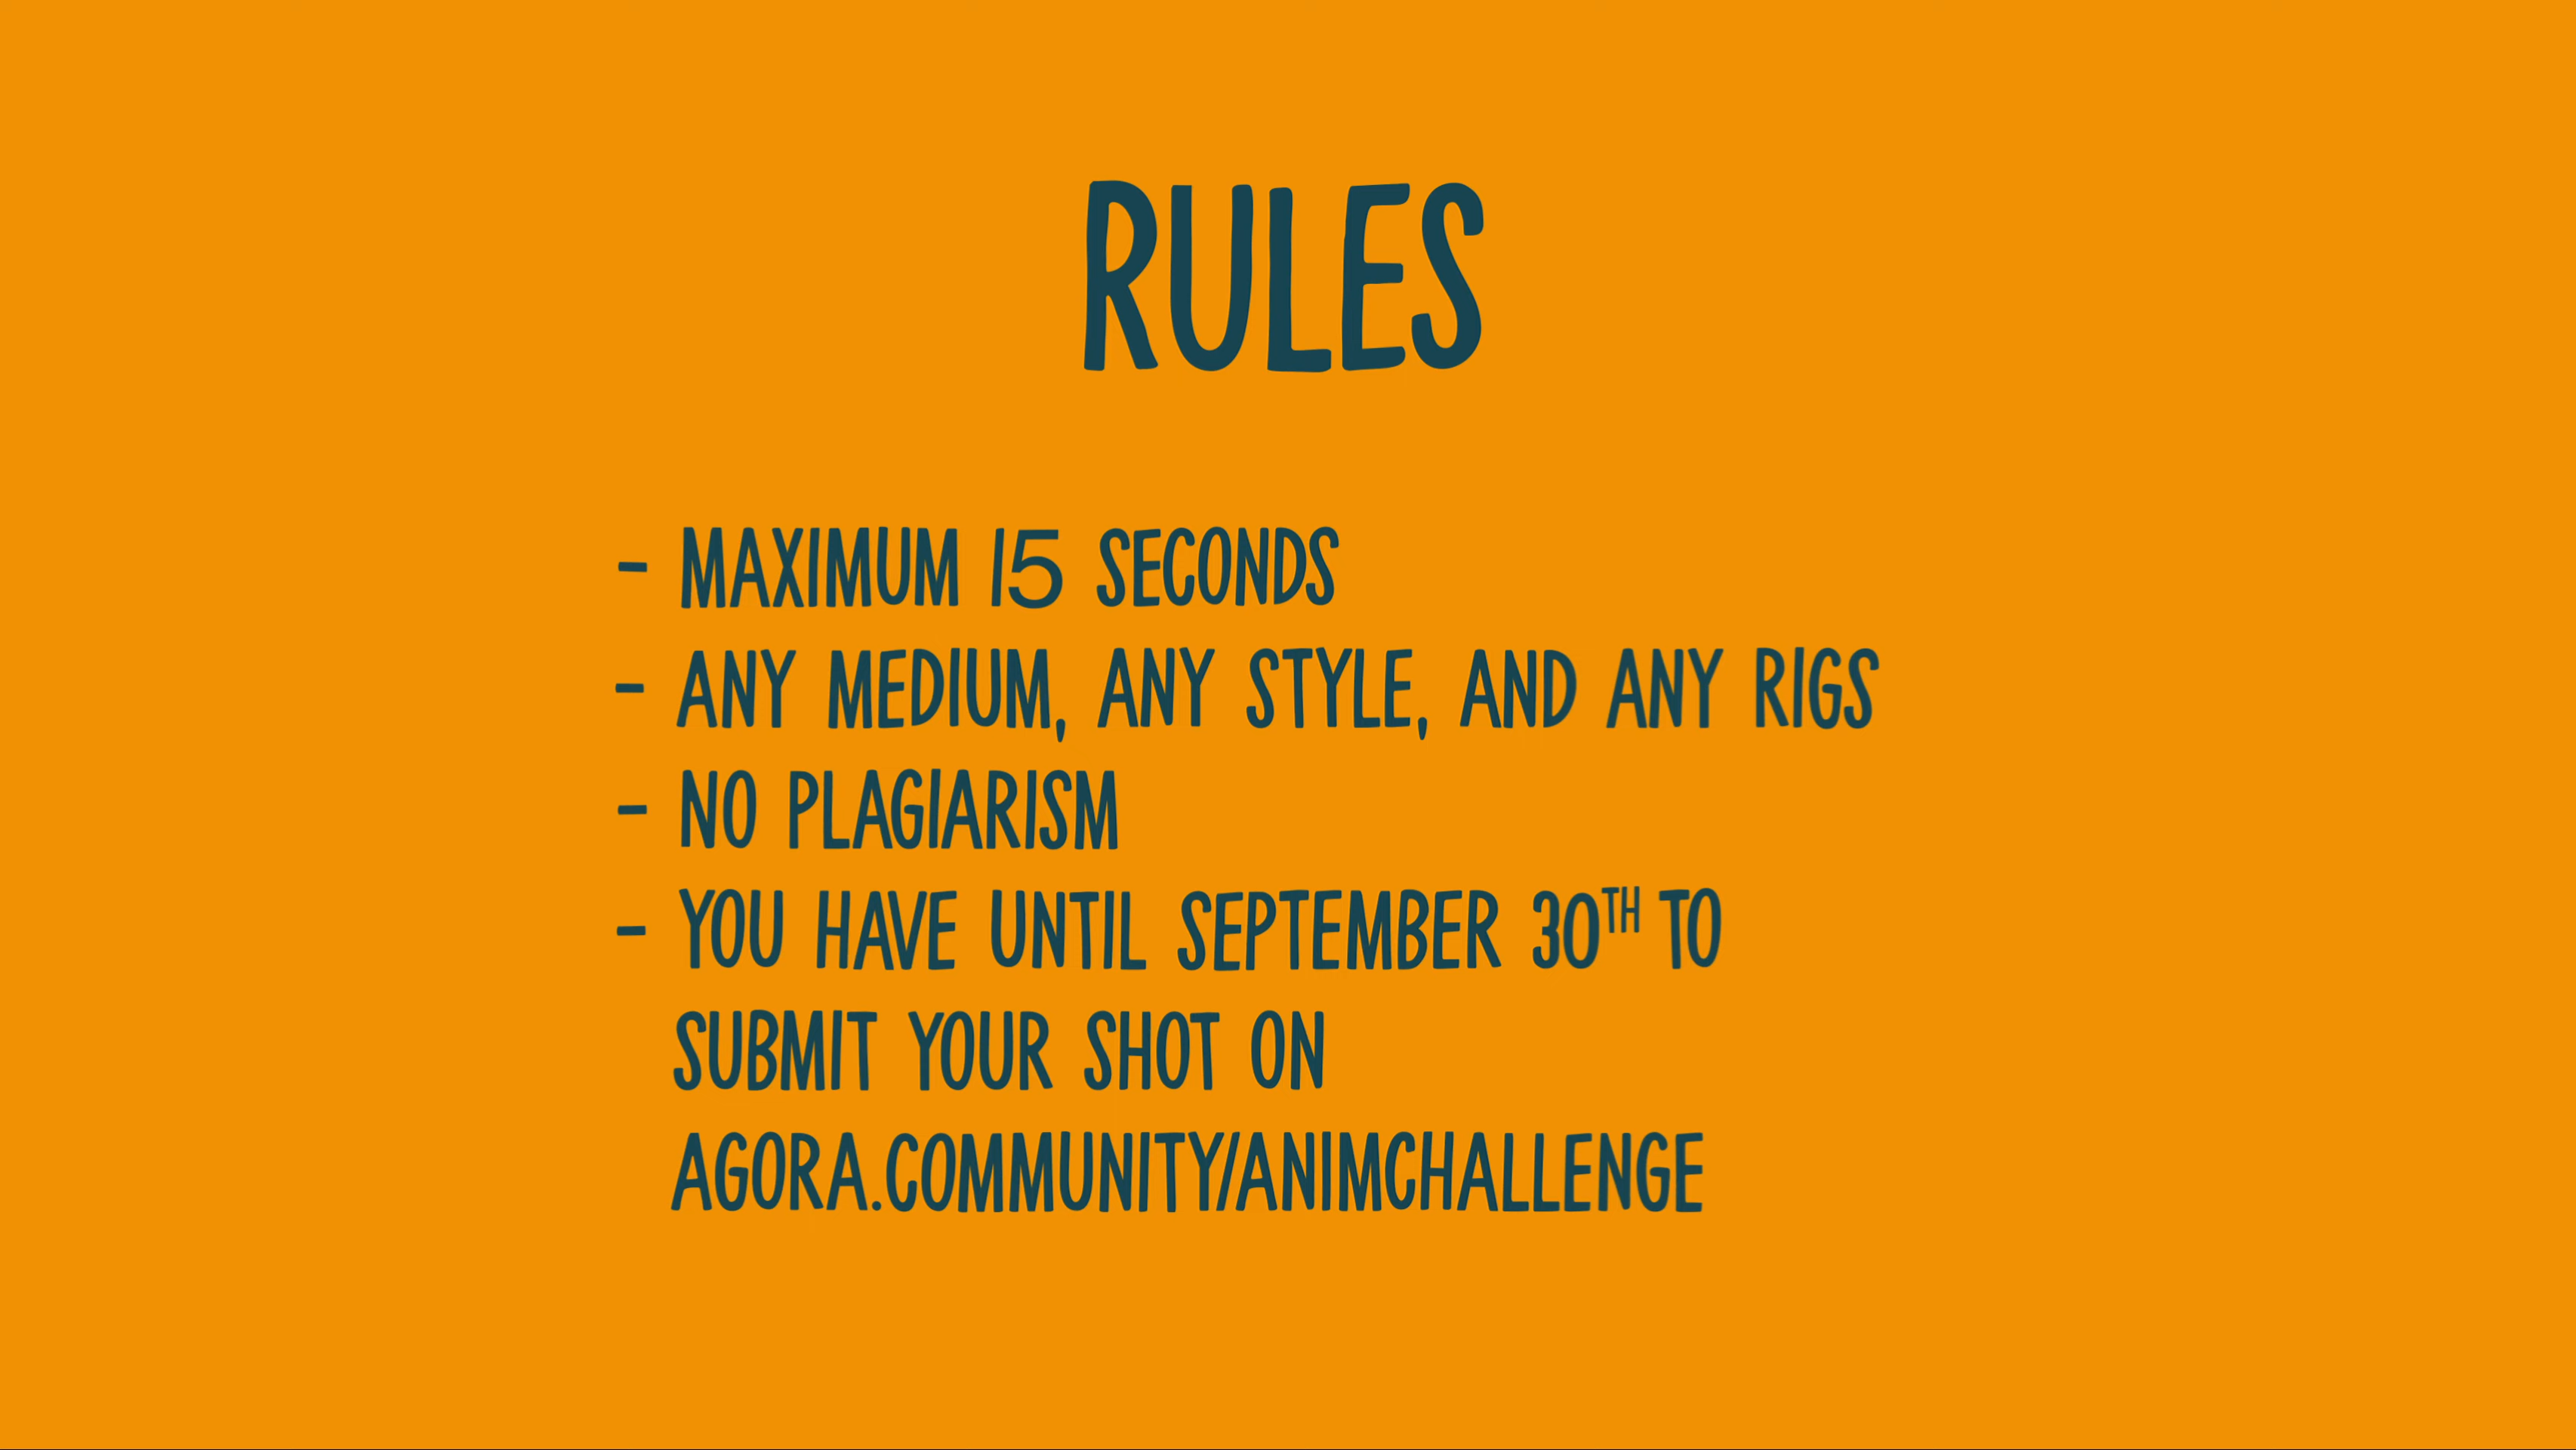 RULES
- MAXIMUM 15 SECONDS
- ANY MEDIUM, ANY STYLE, AND ANY RIGS
- NO PLAGIARISM
- YOU HAVE UNTIL SEPTEMBER 30TH TO
SUBMIT YOUR SHOT ON
AGORA.COMMUNITY/ANIMCHALLENGE